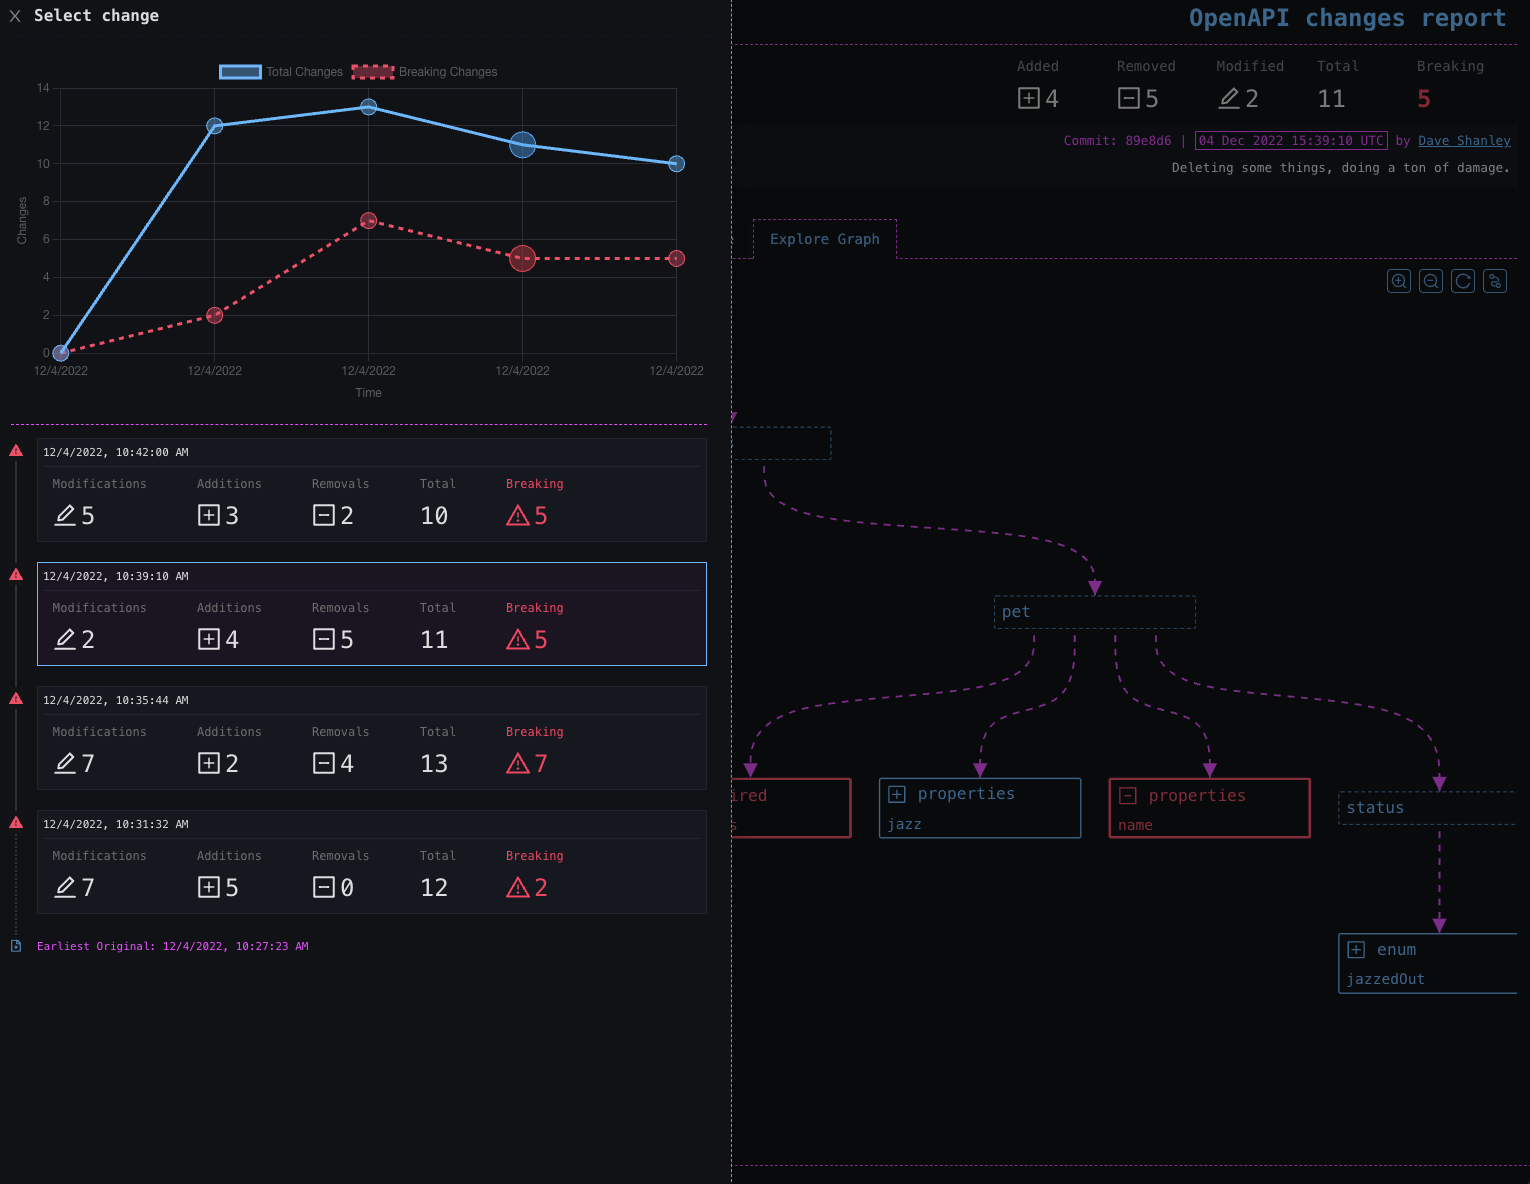 X Select change
Total Changes Breaking Changes
14
12
10
8
6
4
2
0
Changes
12/4/2022 12/4/2022 12/4/2022 12/4/2022 12/4/2022
Time
12/4/2022, 10:42:00 AM
Modifications Additions Removals Total Breaking
5 3 2 10 5
12/4/2022, 10:39:10 AM
Modifications Additions Removals Total Breaking
2 4 5 11 5
12/4/2022, 10:35:44 AM
Modifications Additions Removals Total Breaking
7 2 4 13 7
12/4/2022, 10:31:32 AM
Modifications Additions Removals Total Breaking
7 5 0 12 2
Earliest Original: 12/4/2022, 10:27:23 AM
OpenAPI changes report
Added Removed Modified Total Breaking
4 5 2 11 5
Commit: 89e8d6 | 04 Dec 2022 15:39:10 UTC by Dave Shanley
Deleting some things, doing a ton of damage.
Explore Graph
pet
ired
s
properties
jazz
properties
name
status
enum
jazzedOut